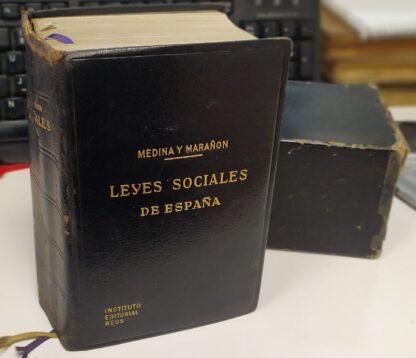 MEDINA Y MARAÑON
LEYES SOCIALES
DE ESPAÑA
INSTITUTO
EDITORIAL
REUS